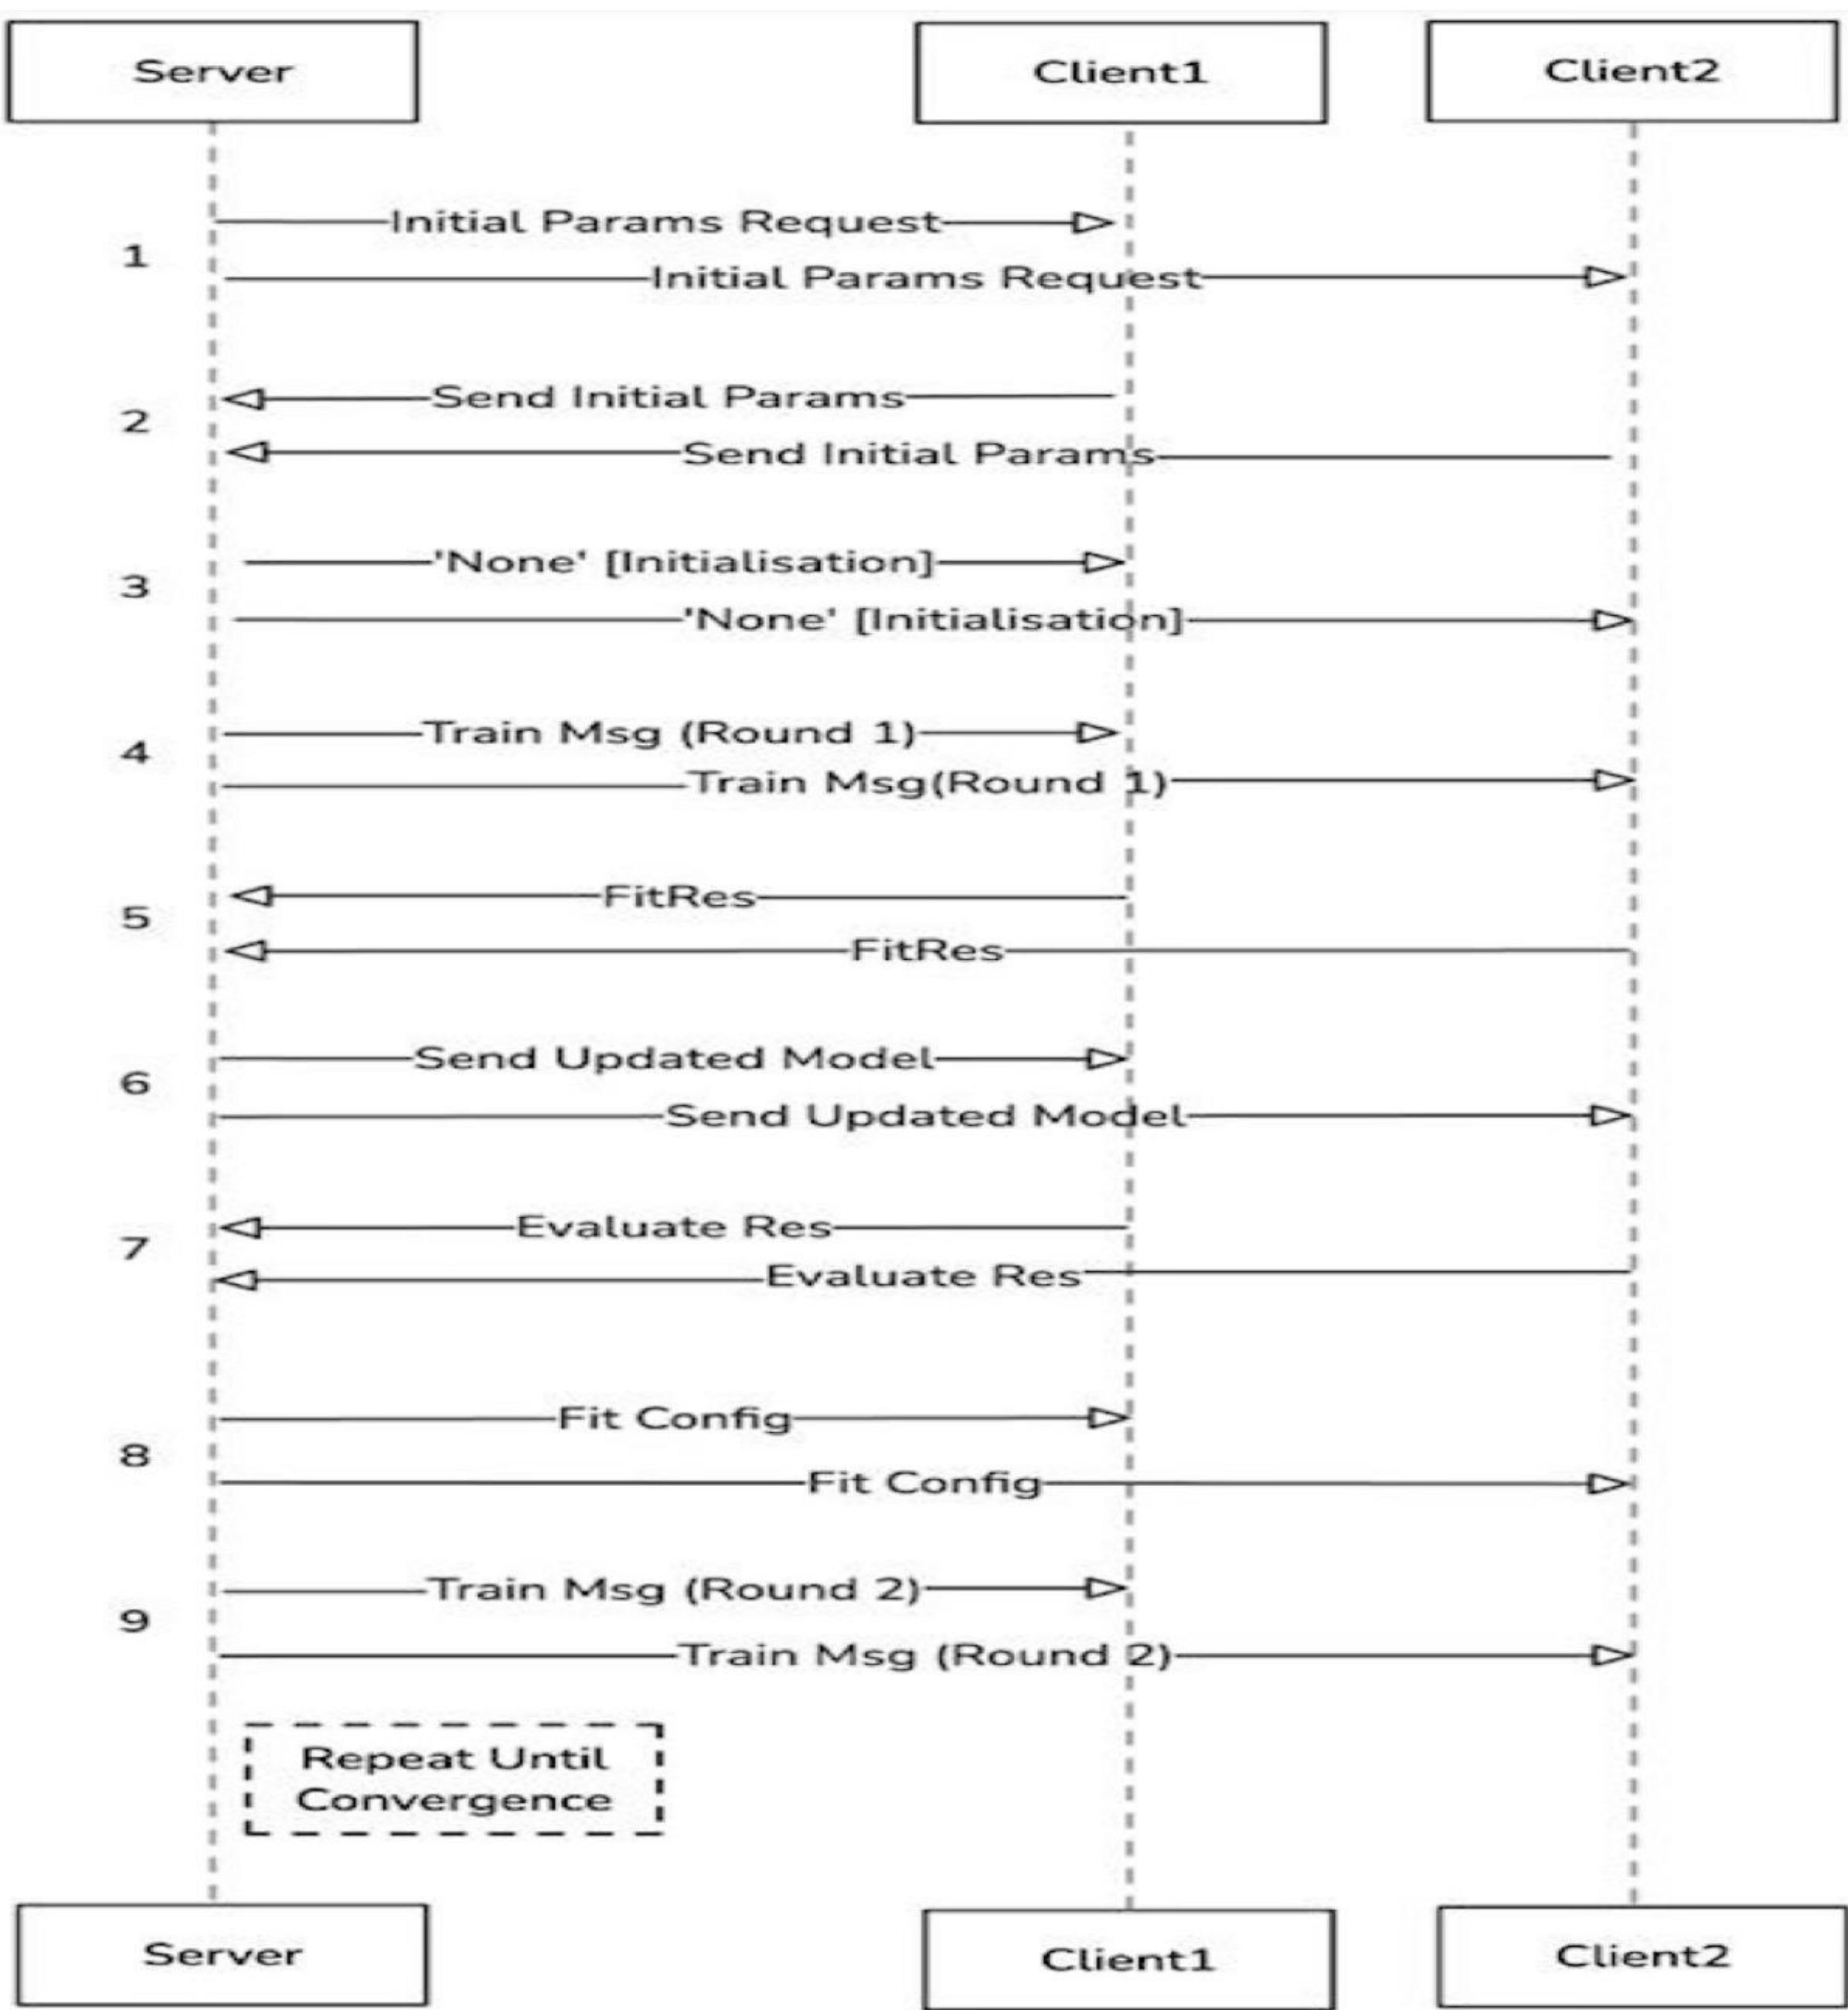 Server
Client1
Client2
Initial Params Request
1
Initial Params Request
Send Initial Params
2
Send Initial Params
'None' [Initialisation]
3
'None' [Initialisation]
Train Msg (Round 1)
4
Train Msg(Round 1)
FitRes
5
FitRes
Send Updated Model
6
Send Updated Model
Evaluate Res
7
Evaluate Res
Fit Config
8
Fit Config
Train Msg (Round 2)
9
Train Msg (Round 2)
Repeat Until
Convergence
Server
Client1
Client2